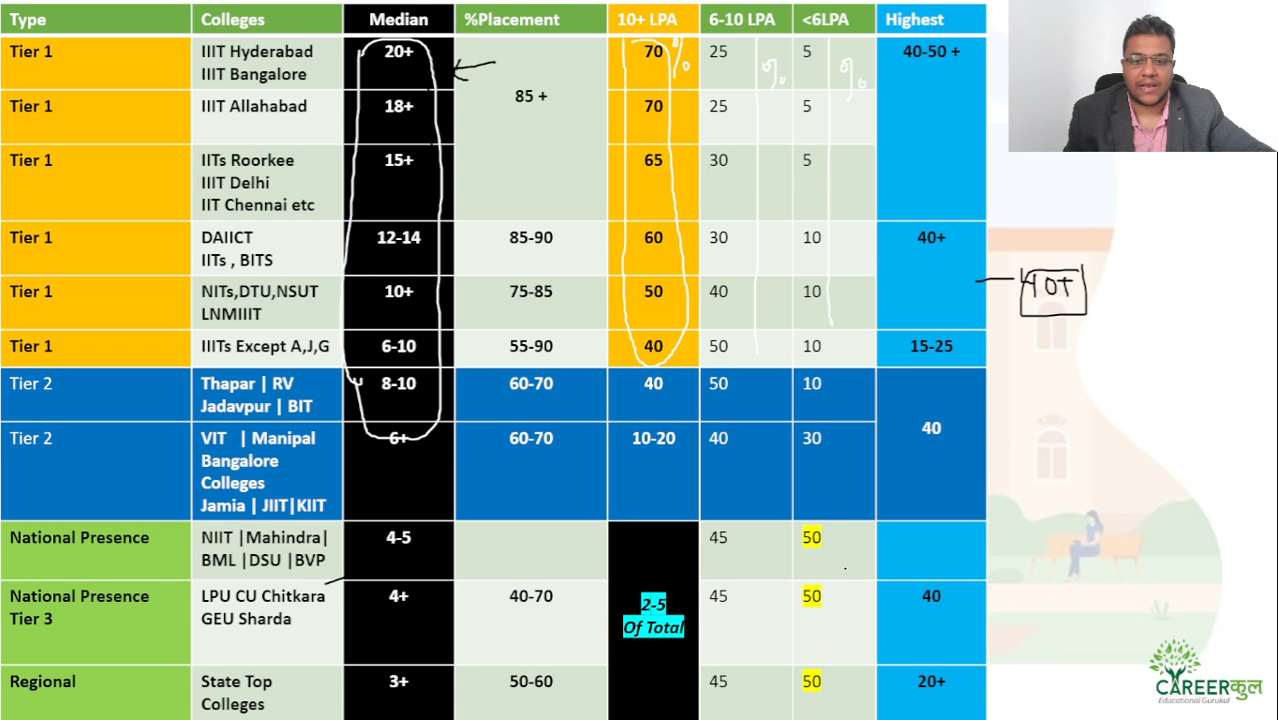 Type Colleges Median %Placement 10+ LPA 6-10 LPA <6LPA Highest
Tier 1 IIIT Hyderabad 20+ 70 % 25 5 40-50 +
IIIT Bangalore % %
85 +
Tier 1 IIIT Allahabad 18+ 70 25 5
Tier 1 IITs Roorkee 15+ 65 30 5
IIIT Delhi
IIT Chennai etc
Tier 1 DAIICT 12-14 85-90 60 30 10 40+
IITs , BITS
Tier 1 NITs,DTU,NSUT 10+ 75-85 50 40 10 40+
LNMIIIT
Tier 1 IIITs Except A,J,G 6-10 55-90 40 50 10 15-25
Tier 2 Thapar | RV 8-10 60-70 40 50 10
Jadavpur | BIT
40
Tier 2 VIT | Manipal 6+ 60-70 10-20 40 30
Bangalore
Colleges
Jamia | JIIT|KIIT
National Presence NIIT |Mahindra| 4-5 45 50
BML |DSU |BVP
National Presence LPU CU Chitkara 4+ 40-70 2-5 45 50 40
Tier 3 GEU Sharda Of Total
Regional State Top 3+ 50-60 45 50 20+
Colleges
CAREERकुल
Educational Gurukul